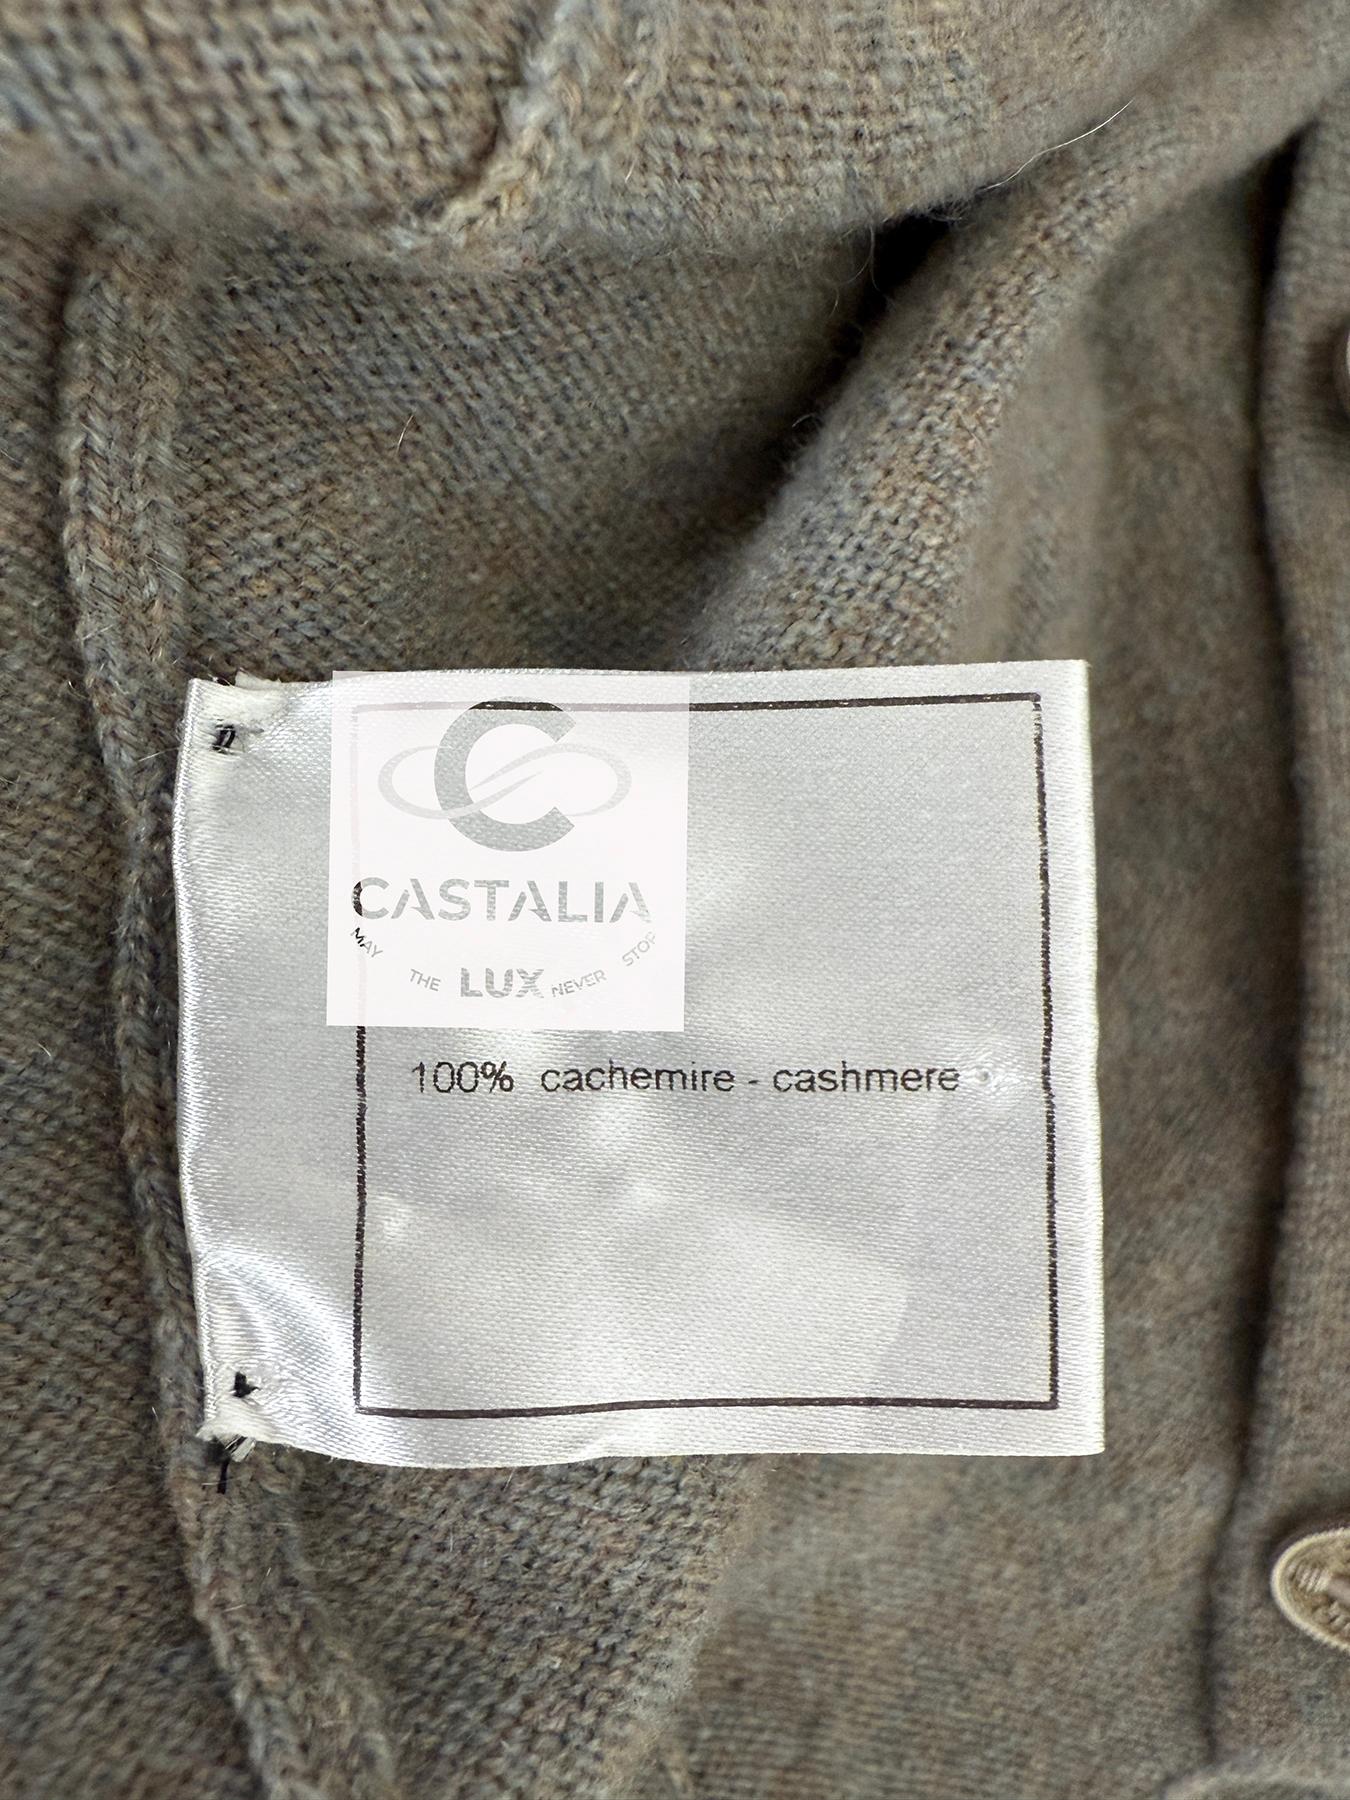 C
CASTALIA
MAY THE LUX NEVER STOP
100% cachemire - cashmere